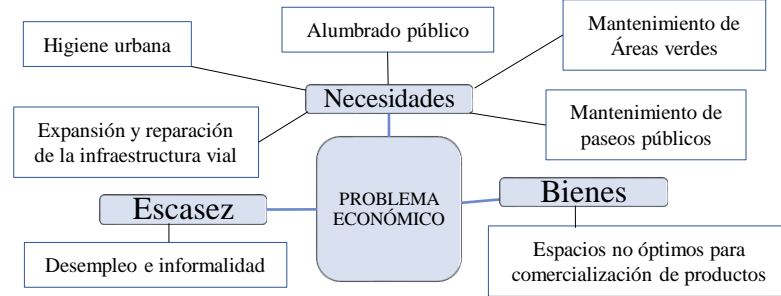 Higiene urbana
Alumbrado público
Mantenimiento de
Áreas verdes
Necesidades
Expansión y reparación
de la infraestructura vial
Mantenimiento de
paseos públicos
PROBLEMA
ECONÓMICO
Escasez
Bienes
Desempleo e informalidad
Espacios no óptimos para
comercialización de productos